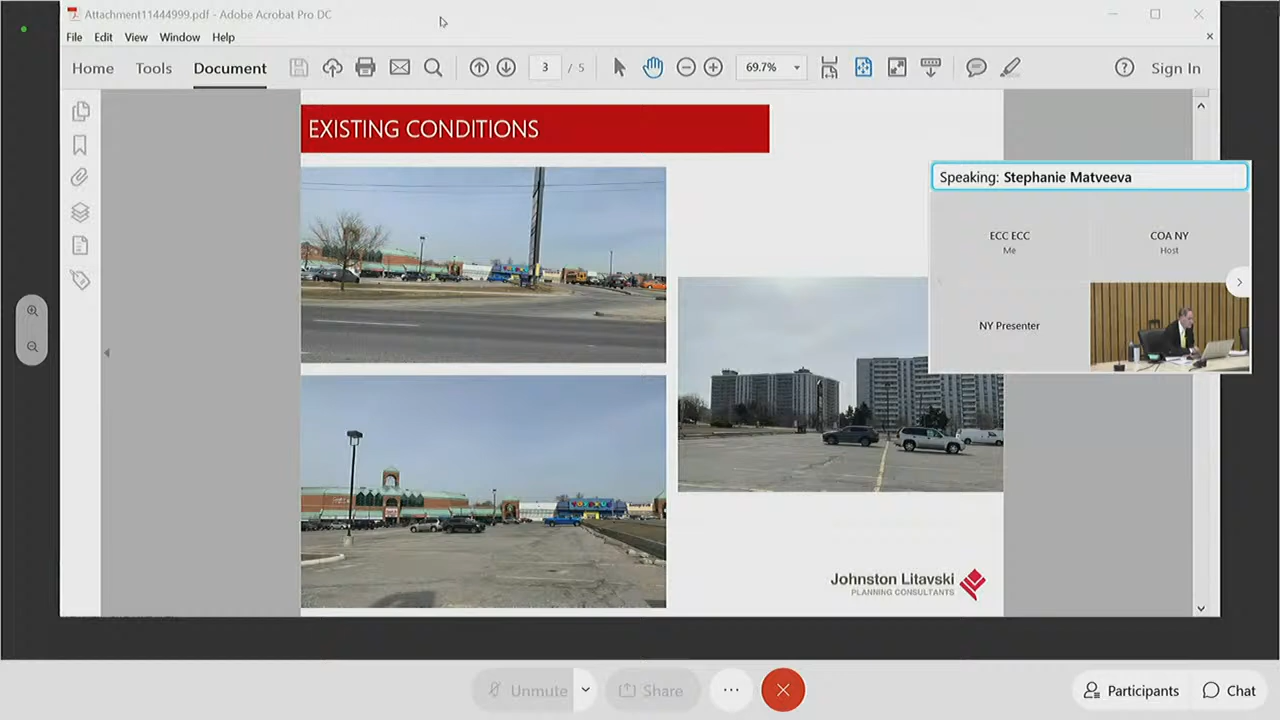 Attachment11444999.pdf - Adobe Acrobat Pro DC
File Edit View Window Help
Home Tools Document 3 / 5 69.7% Sign In
EXISTING CONDITIONS
Speaking: Stephanie Matveeva
ECC ECC
Me
COA NY
Host
NY Presenter
Johnston Litavski
PLANNING CONSULTANTS
Unmute Share Participants Chat